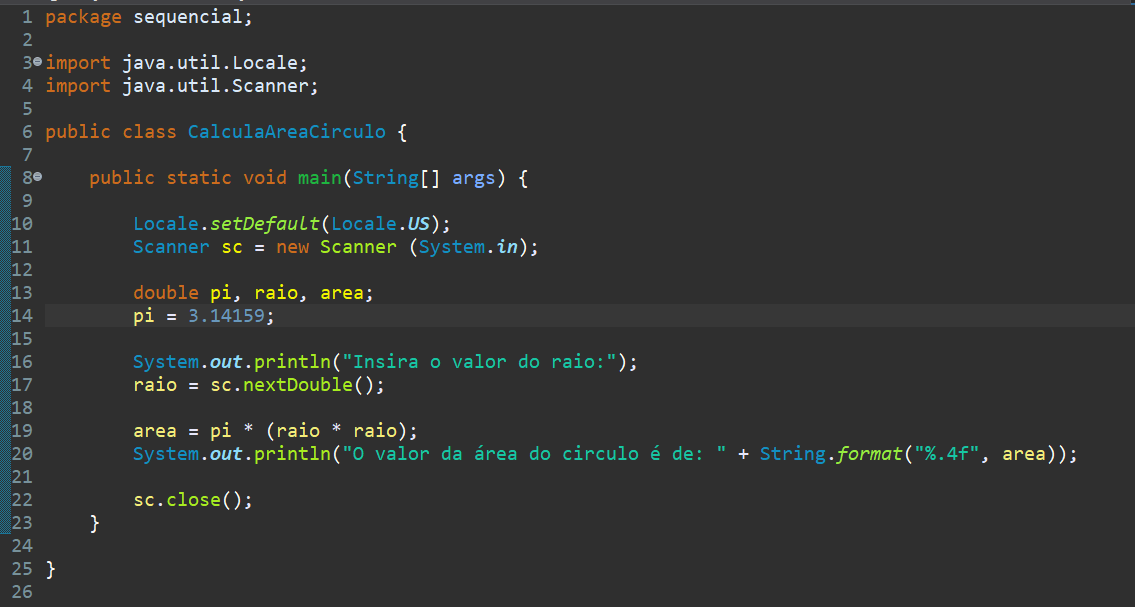 1 package sequencial;
2
3 import java.util.Locale;
4 import java.util.Scanner;
5
6 public class CalculaAreaCirculo {
7
8     public static void main(String[] args) {
9
10         Locale.setDefault(Locale.US);
11         Scanner sc = new Scanner (System.in);
12
13         double pi, raio, area;
14         pi = 3.14159;
15
16         System.out.println("Insira o valor do raio:");
17         raio = sc.nextDouble();
18
19         area = pi * (raio * raio);
20         System.out.println("O valor da área do circulo é de: " + String.format("%.4f", area));
21
22         sc.close();
23     }
24
25 }
26